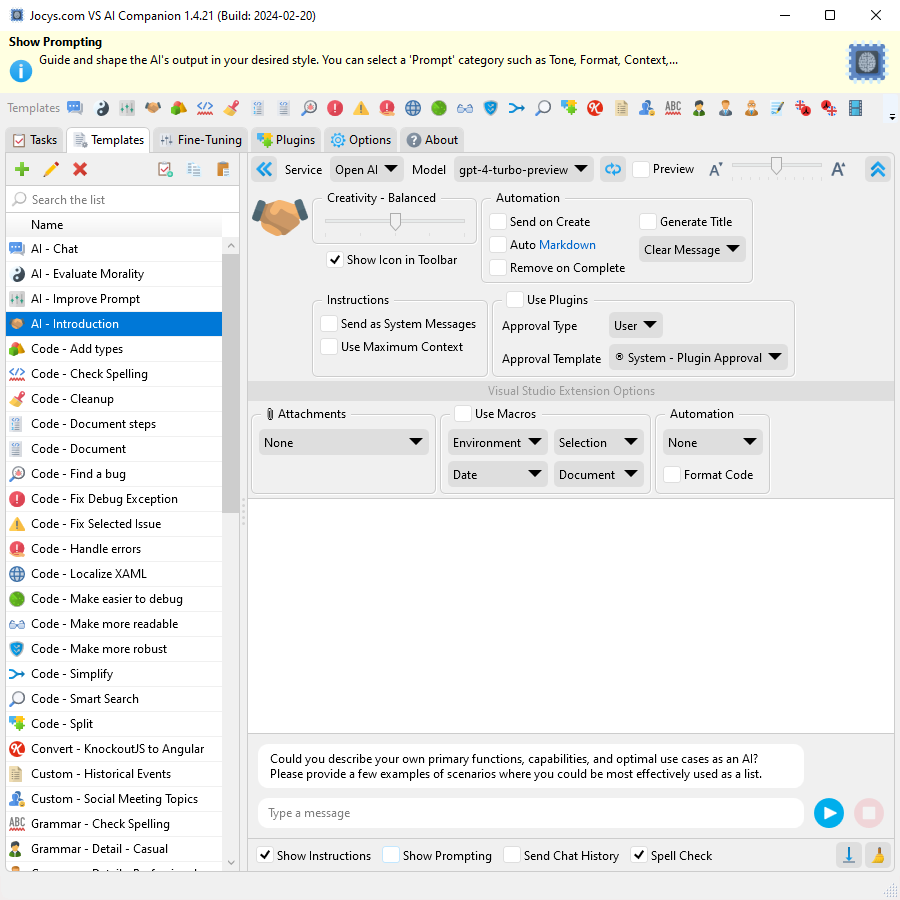 Jocys.com VS AI Companion 1.4.21 (Build: 2024-02-20)
Show Prompting
Guide and shape the AI's output in your desired style. You can select a 'Prompt' category such as Tone, Format, Context,...
Templates
ABC
Tasks Templates Fine-Tuning Plugins Options About
Service Open AI Model gpt-4-turbo-preview Preview A A
Search the list
Name
AI - Chat
AI - Evaluate Morality
AI - Improve Prompt
AI - Introduction
Code - Add types
Code - Check Spelling
Code - Cleanup
Code - Document steps
Code - Document
Code - Find a bug
Code - Fix Debug Exception
Code - Fix Selected Issue
Code - Handle errors
Code - Localize XAML
Code - Make easier to debug
Code - Make more readable
Code - Make more robust
Code - Simplify
Code - Smart Search
Code - Split
Convert - KnockoutJS to Angular
Custom - Historical Events
Custom - Social Meeting Topics
ABC Grammar - Check Spelling
Grammar - Detail - Casual
Creativity - Balanced
Show Icon in Toolbar
Automation
Send on Create Generate Title
Auto Markdown Clear Message
Remove on Complete
Instructions
Send as System Messages
Use Maximum Context
Use Plugins
Approval Type User
Approval Template ® System - Plugin Approval
Visual Studio Extension Options
Attachments
None
Use Macros
Environment Selection
Date Document
Automation
None
Format Code
Could you describe your own primary functions, capabilities, and optimal use cases as an AI?
Please provide a few examples of scenarios where you could be most effectively used as a list.
Type a message
Show Instructions Show Prompting Send Chat History Spell Check